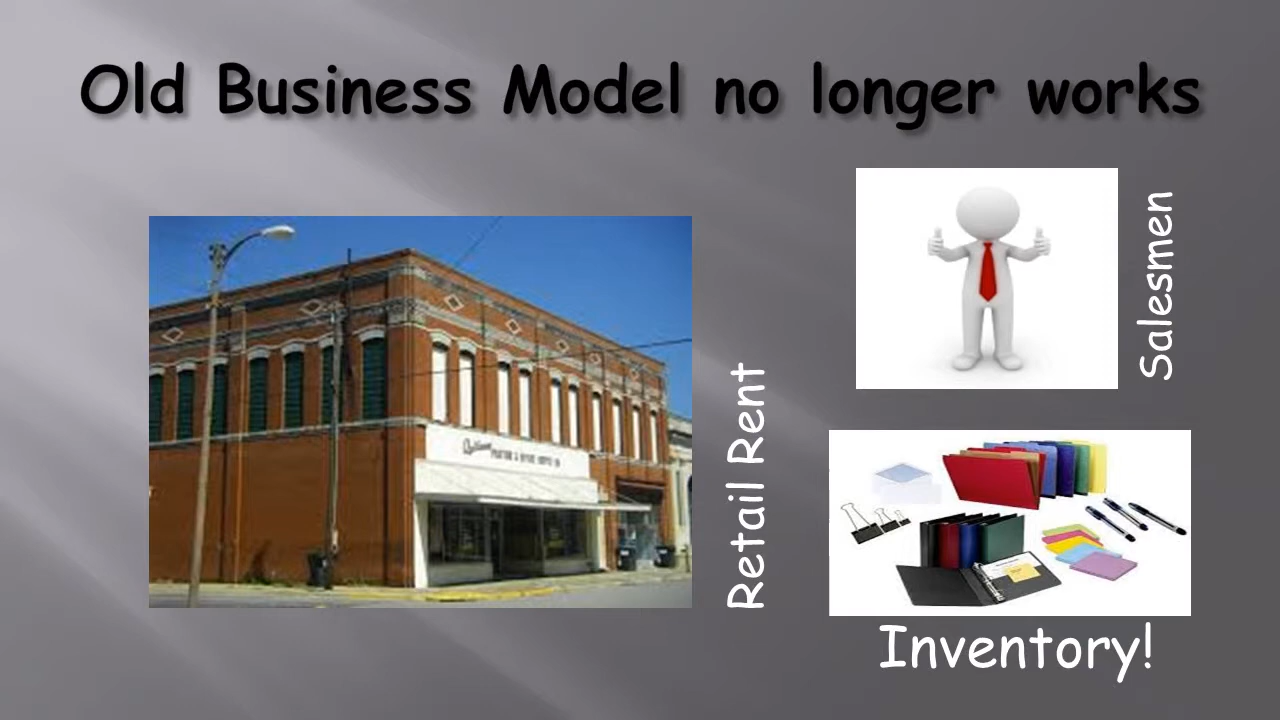 Old Business Model no longer works
Salesmen
Retail Rent
Inventory!